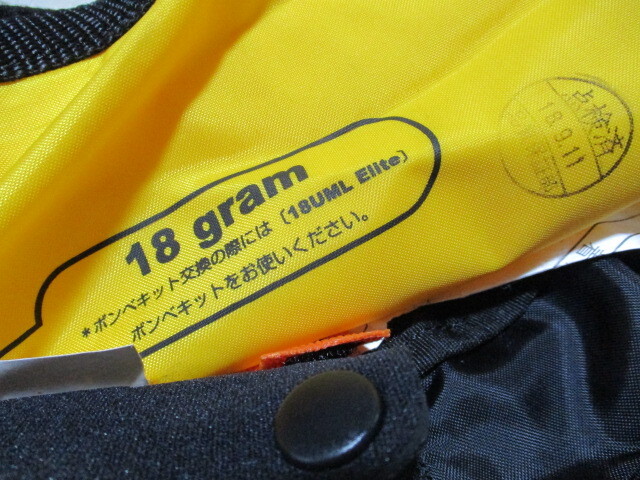 18 gram
*ボンベキット交換の際には〔18UML Elite〕
ボンベキットをお使いください。
点検済
18.9.11